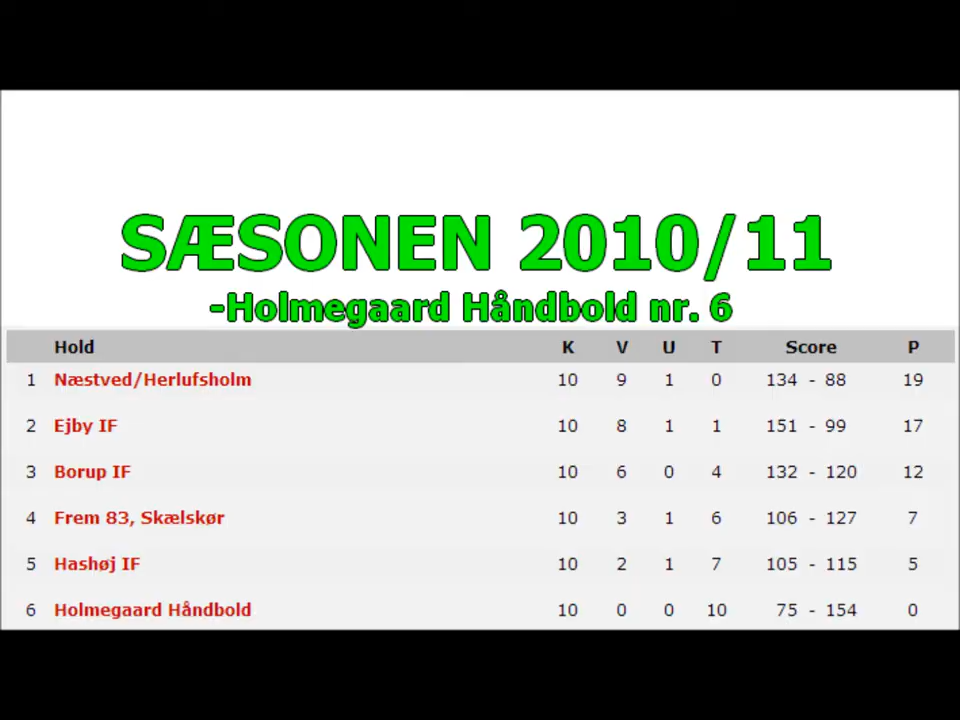 SÆSONEN 2010/11
-Holmegaard Håndbold nr. 6
Hold K V U T Score P
1 Næstved/Herlufsholm 10 9 1 0 134 - 88 19
2 Ejby IF 10 8 1 1 151 - 99 17
3 Borup IF 10 6 0 4 132 - 120 12
4 Frem 83, Skælskør 10 3 1 6 106 - 127 7
5 Hashøj IF 10 2 1 7 105 - 115 5
6 Holmegaard Håndbold 10 0 0 10 75 - 154 0